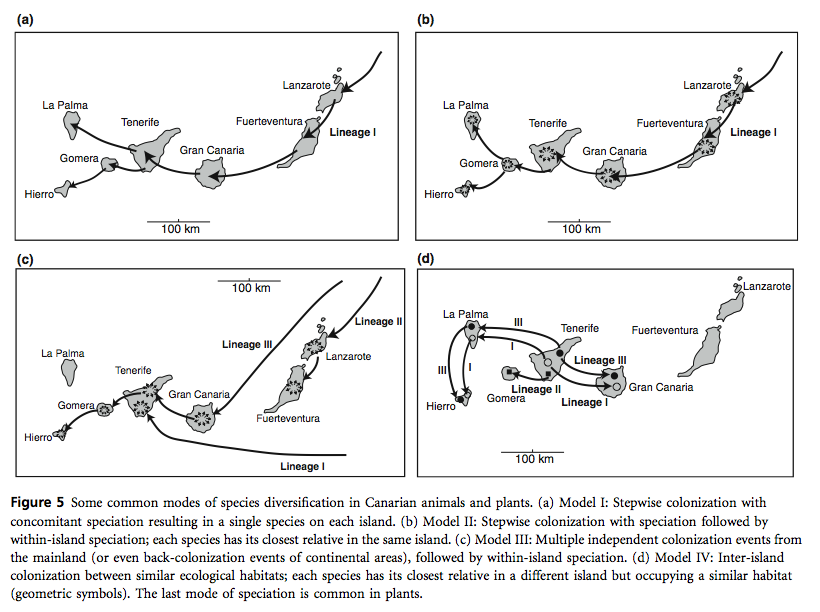 (a)
Lanzarote
La Palma
Tenerife
Fuerteventura
Gran Canaria
Lineage I
Gomera
Hierro
100 km
(b)
Lanzarote
La Palma
Tenerife
Fuerteventura
Lineage I
Gran Canaria
Gomera
Hierro
100 km
(c)
100 km
Lineage II
Lineage III
La Palma
Lanzarote
Tenerife
Gran Canaria
Gomera
Fuerteventura
Hierro
Lineage I
(d)
Lanzarote
La Palma
III
Tenerife
Fuerteventura
I
Lineage III
III
I
Lineage II
Gran Canaria
Gomera
Lineage I
Hierro
100 km
Figure 5 Some common modes of species diversification in Canarian animals and plants. (a) Model I: Stepwise colonization with
concomitant speciation resulting in a single species on each island. (b) Model II: Stepwise colonization with speciation followed by
within-island speciation; each species has its closest relative in the same island. (c) Model III: Multiple independent colonization events from
the mainland (or even back-colonization events of continental areas), followed by within-island speciation. (d) Model IV: Inter-island
colonization between similar ecological habitats; each species has its closest relative in a different island but occupying a similar habitat
(geometric symbols). The last mode of speciation is common in plants.